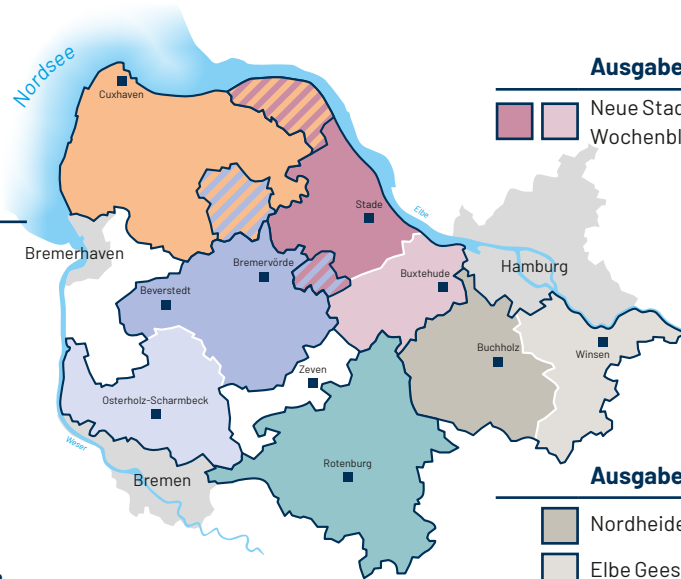 Nordsee
Cuxhaven
Ausgabe
Neue Stad
Wochenbl
Stade
Elbe
Bremerhaven
Bremervörde
Buxtehude
Hamburg
Beverstedt
Buchholz
Winsen
Zeven
Osterholz-Scharmbeck
Weser
Bremen
Rotenburg
Ausgabe
Nordheide
Elbe Gees